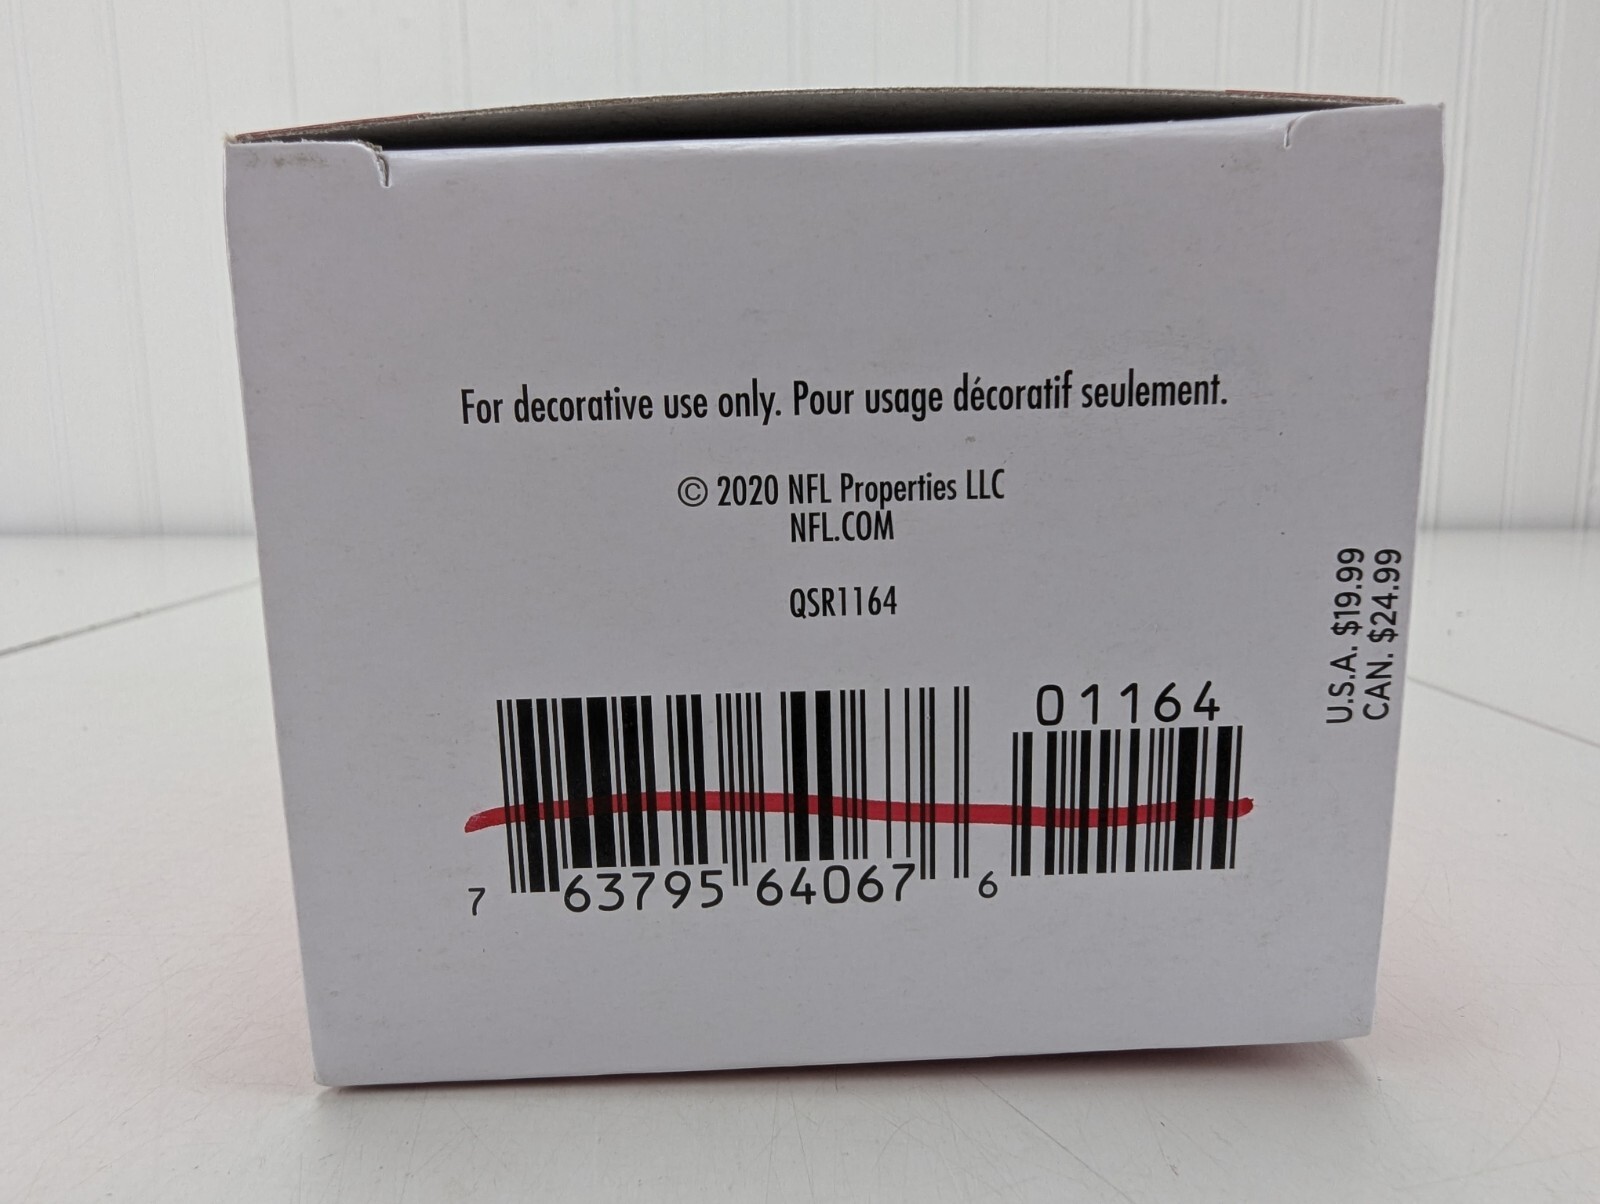 For decorative use only. Pour usage décoratif seulement.
© 2020 NFL Properties LLC
NFL.COM
QSR1164
U.S.A. $19.99
CAN. $24.99
01164
7 63795 64067 6